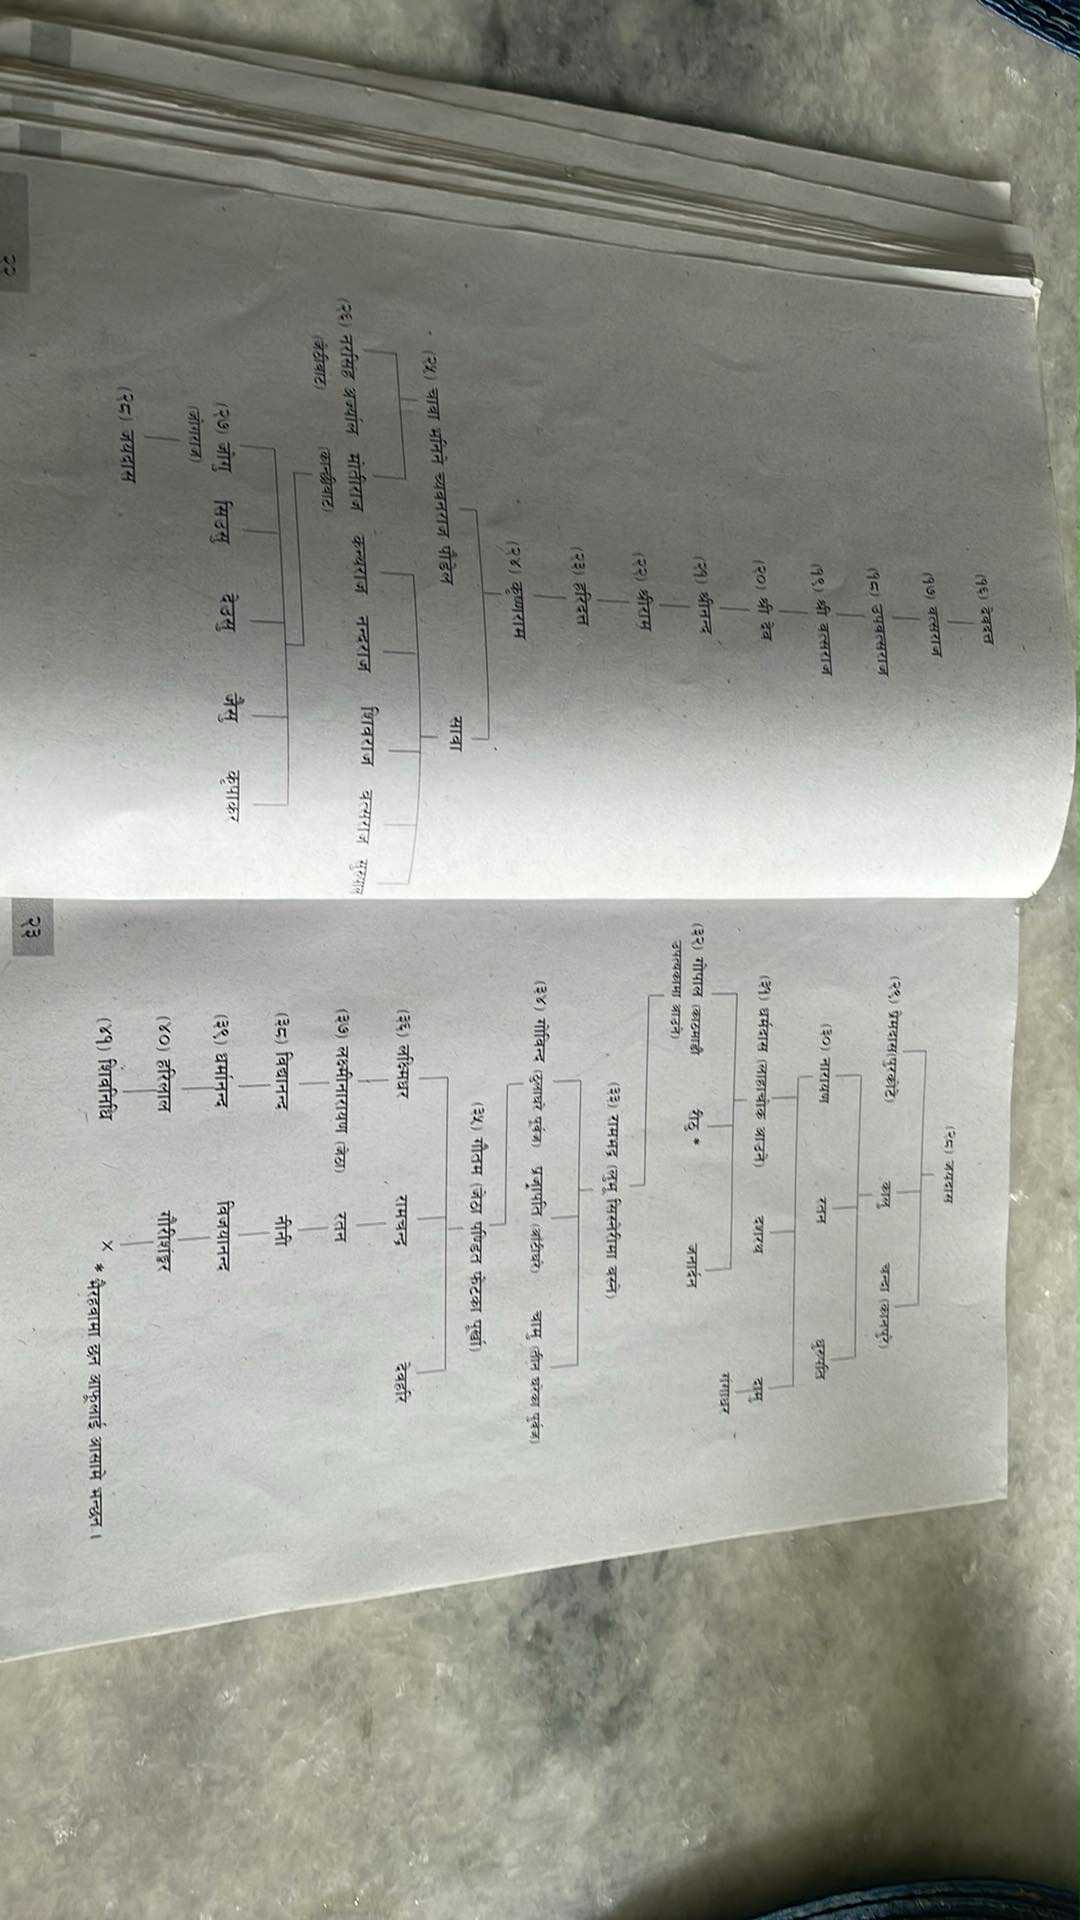 (१६) देवदत्त
(१७) वत्सराज
(१८) उपवत्सराज
(१९) श्री वत्सराज
(२०) श्री देव
(२१) श्रीनन्द
(२२) श्रीराम
(२३) हरिदत्त
(२४) कृष्णराम
(२५) चावा भनिने च्यवनराज पौडेल सावा
(२६) नरसिंह अर्ज्याल मोतीराज कन्यराज नन्दराज शिवराज वत्सराज सुरुपाल
(जेठीबाट) (कान्छीबाट)
(२७) जोगु सिउसु देउसु जैसु कृपाकर
(जोगराज)
(२८) जयदास
२२
(२८) जयदास
(२९) प्रेमदास(पुरकोटे) कालु चन्दा (कानपुरे)
(३०) नारायण रतन धुरुपति
(३१) धर्मदास (लाहाचोक आउने) दशरथ दामु
गंगाधर
(३२) गोपाल (काठमाडौ रीठु * जनार्दन
उपत्यकामा आउने)
(३३) रामभद्र (लुभू सिस्नेरीमा बस्ने)
(३४) गोविन्द (ठुलाघरे पूर्वज) प्रजापति (आँटीघरे) चामु (तीन घरेका पुर्वज)
(३५) गौतम (जेठा पण्डित फेटका पूर्खा)
(३६) लक्ष्मिधर रामचन्द्र देवहरि
(३७) लक्ष्मीनारायण (जेठा) रतन
(३८) विद्यानन्द नीनी
(३९) धर्मानन्द विजयानन्द
(४०) हरिलाल गौरीशंङ्कर
(४१) शिवनिधि x
* भैरहवामा छन आफूलाई आसामे भन्छन ।
२३